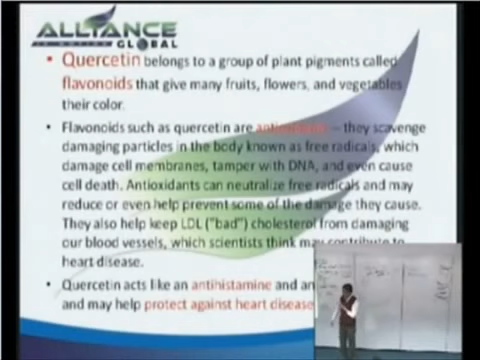 ALLIANCE
IN MOTION
GLOBAL
• Quercetin belongs to a group of plant pigments called
flavonoids that give many fruits, flowers, and vegetables
their color.
• Flavonoids such as quercetin are antioxidants – they scavenge
damaging particles in the body known as free radicals, which
damage cell membranes, tamper with DNA, and even cause
cell death. Antioxidants can neutralize free radicals and may
reduce or even help prevent some of the damage they cause.
They also help keep LDL ("bad") cholesterol from damaging
our blood vessels, which scientists think may contribute to
heart disease.
• Quercetin acts like an antihistamine and an
and may help protect against heart disease